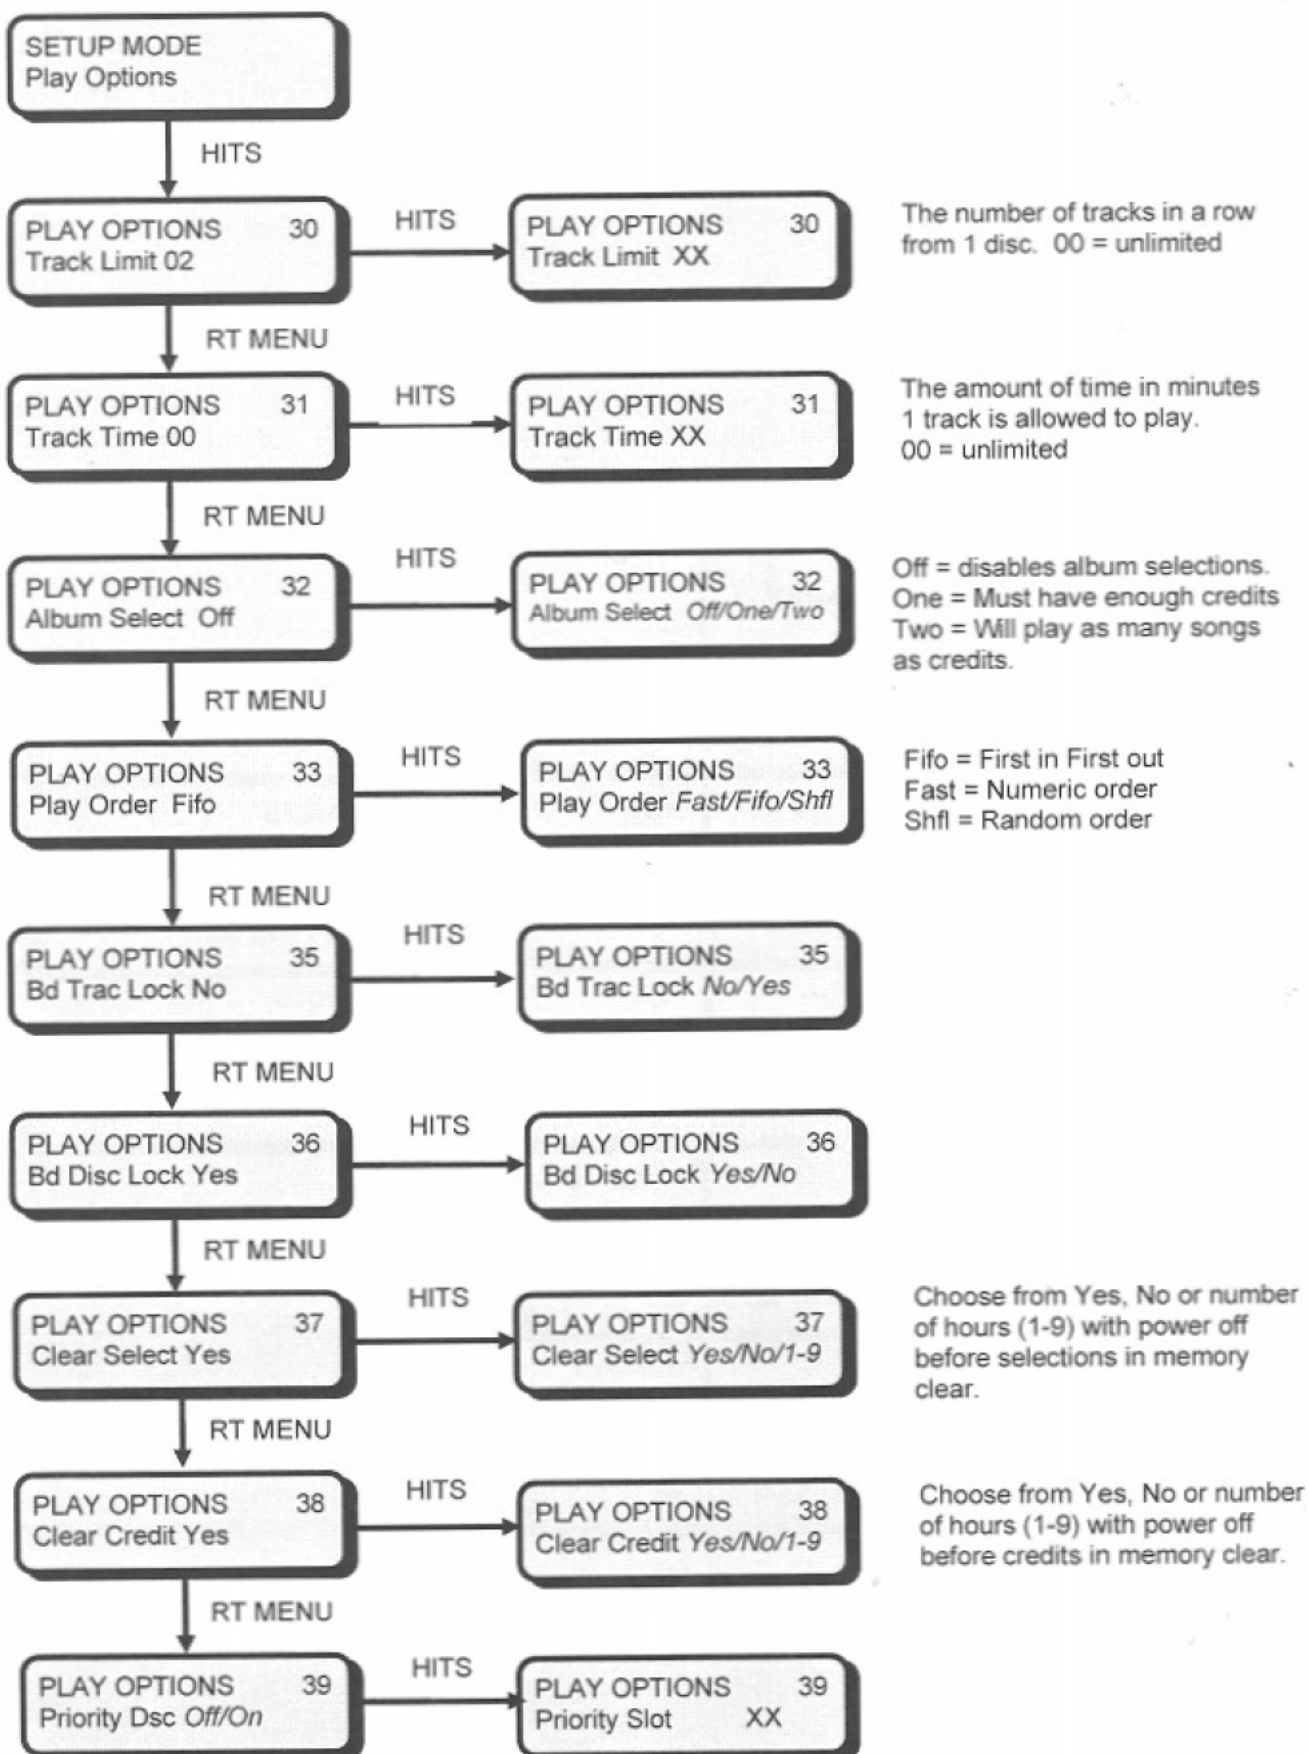 SETUP MODE
Play Options
HITS
PLAY OPTIONS 30
Track Limit 02
HITS
PLAY OPTIONS 30
Track Limit XX
The number of tracks in a row
from 1 disc. 00 = unlimited
RT MENU
PLAY OPTIONS 31
Track Time 00
HITS
PLAY OPTIONS 31
Track Time XX
The amount of time in minutes
1 track is allowed to play.
00 = unlimited
RT MENU
PLAY OPTIONS 32
Album Select Off
HITS
PLAY OPTIONS 32
Album Select Off/One/Two
Off = disables album selections.
One = Must have enough credits
Two = Will play as many songs
as credits.
RT MENU
PLAY OPTIONS 33
Play Order Fifo
HITS
PLAY OPTIONS 33
Play Order Fast/Fifo/Shfl
Fifo = First in First out
Fast = Numeric order
Shfl = Random order
RT MENU
PLAY OPTIONS 35
Bd Trac Lock No
HITS
PLAY OPTIONS 35
Bd Trac Lock No/Yes
RT MENU
PLAY OPTIONS 36
Bd Disc Lock Yes
HITS
PLAY OPTIONS 36
Bd Disc Lock Yes/No
RT MENU
PLAY OPTIONS 37
Clear Select Yes
HITS
PLAY OPTIONS 37
Clear Select Yes/No/1-9
Choose from Yes, No or number
of hours (1-9) with power off
before selections in memory
clear.
RT MENU
PLAY OPTIONS 38
Clear Credit Yes
HITS
PLAY OPTIONS 38
Clear Credit Yes/No/1-9
Choose from Yes, No or number
of hours (1-9) with power off
before credits in memory clear.
RT MENU
PLAY OPTIONS 39
Priority Dsc Off/On
HITS
PLAY OPTIONS 39
Priority Slot XX